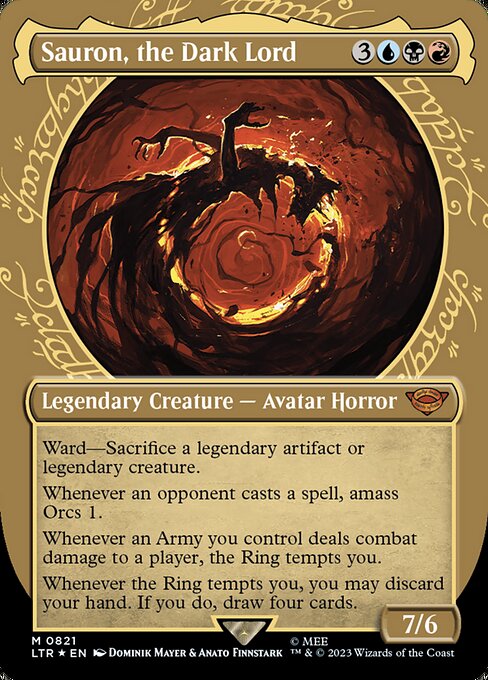 Sauron, the Dark Lord 3
Legendary Creature — Avatar Horror
Ward—Sacrifice a legendary artifact or
legendary creature.
Whenever an opponent casts a spell, amass
Orcs 1.
Whenever an Army you control deals combat
damage to a player, the Ring tempts you.
Whenever the Ring tempts you, you may discard
your hand. If you do, draw four cards.
7/6
M 0821
LTR ★ EN DOMINIK MAYER & ANATO FINNSTARK
© MEE
™ & © 2023 Wizards of the Coast